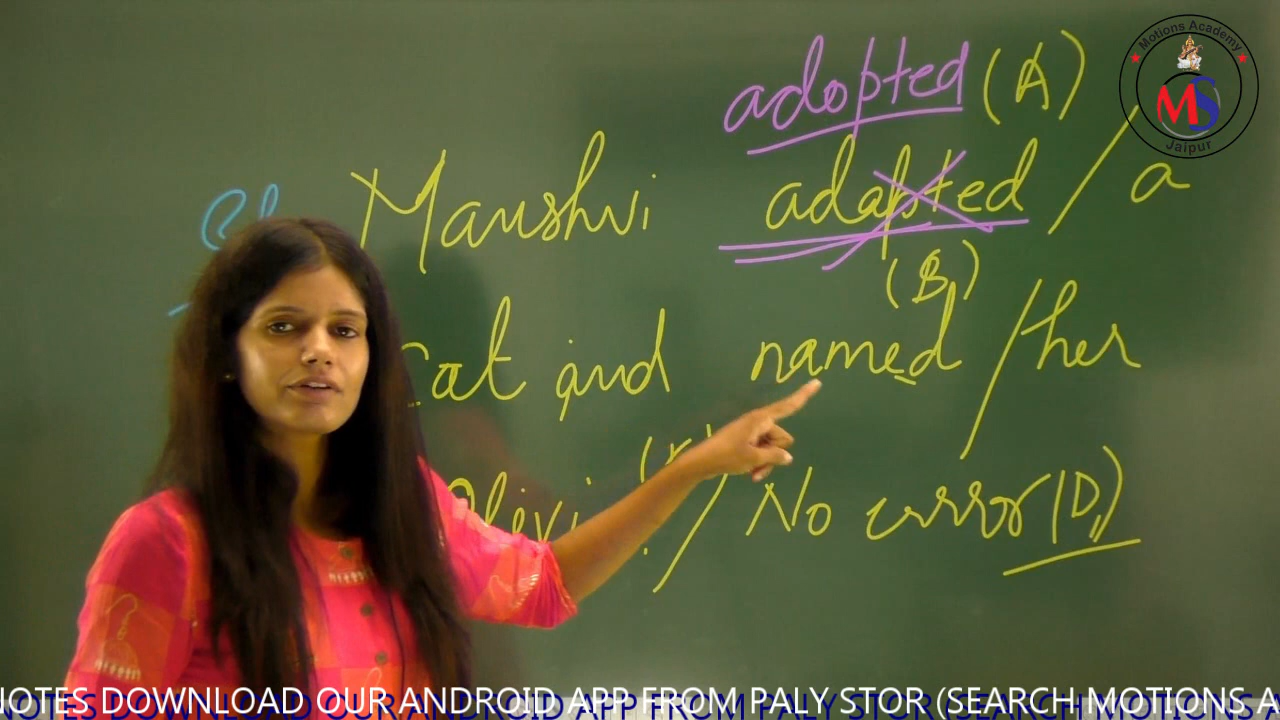 Motions Academy
MS
Jaipur
adopted (A)
Manshvi adapted / a
(B)
Cat and named / her
/ No error (D)
NOTES DOWNLOAD OUR ANDROID APP FROM PALY STOR (SEARCH MOTIONS A